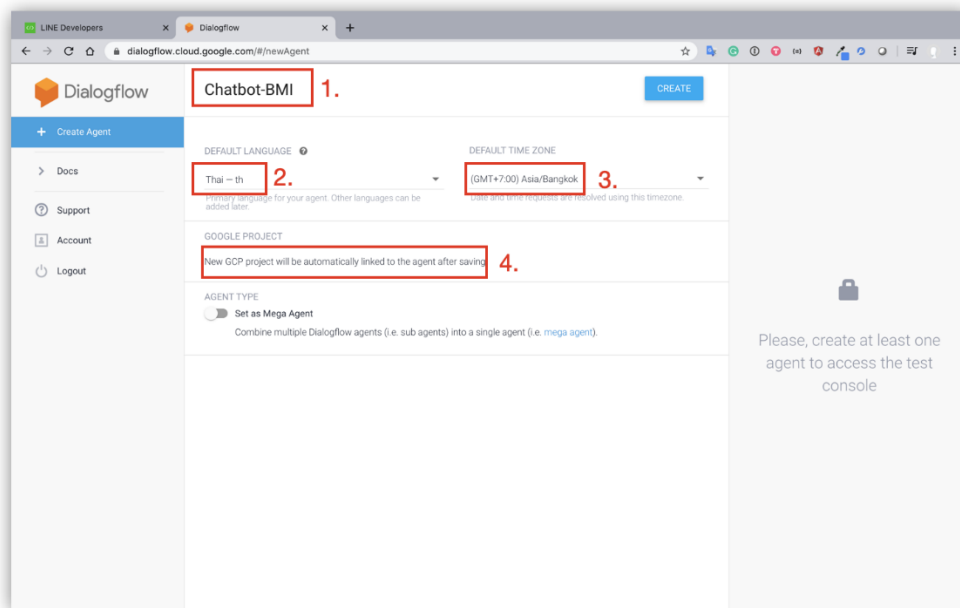 LINE Developers
Dialogflow
dialogflow.cloud.google.com/#/newAgent
Dialogflow
Chatbot-BMI
1.
CREATE
Create Agent
Docs
Support
Account
Logout
DEFAULT LANGUAGE
DEFAULT TIME ZONE
Thai — th
2.
(GMT+7:00) Asia/Bangkok
3.
Primary language for your agent. Other languages can be
added later.
Date and time requests are resolved using this timezone.
GOOGLE PROJECT
New GCP project will be automatically linked to the agent after saving
4.
AGENT TYPE
Set as Mega Agent
Combine multiple Dialogflow agents (i.e. sub agents) into a single agent (i.e. mega agent).
Please, create at least one
agent to access the test
console